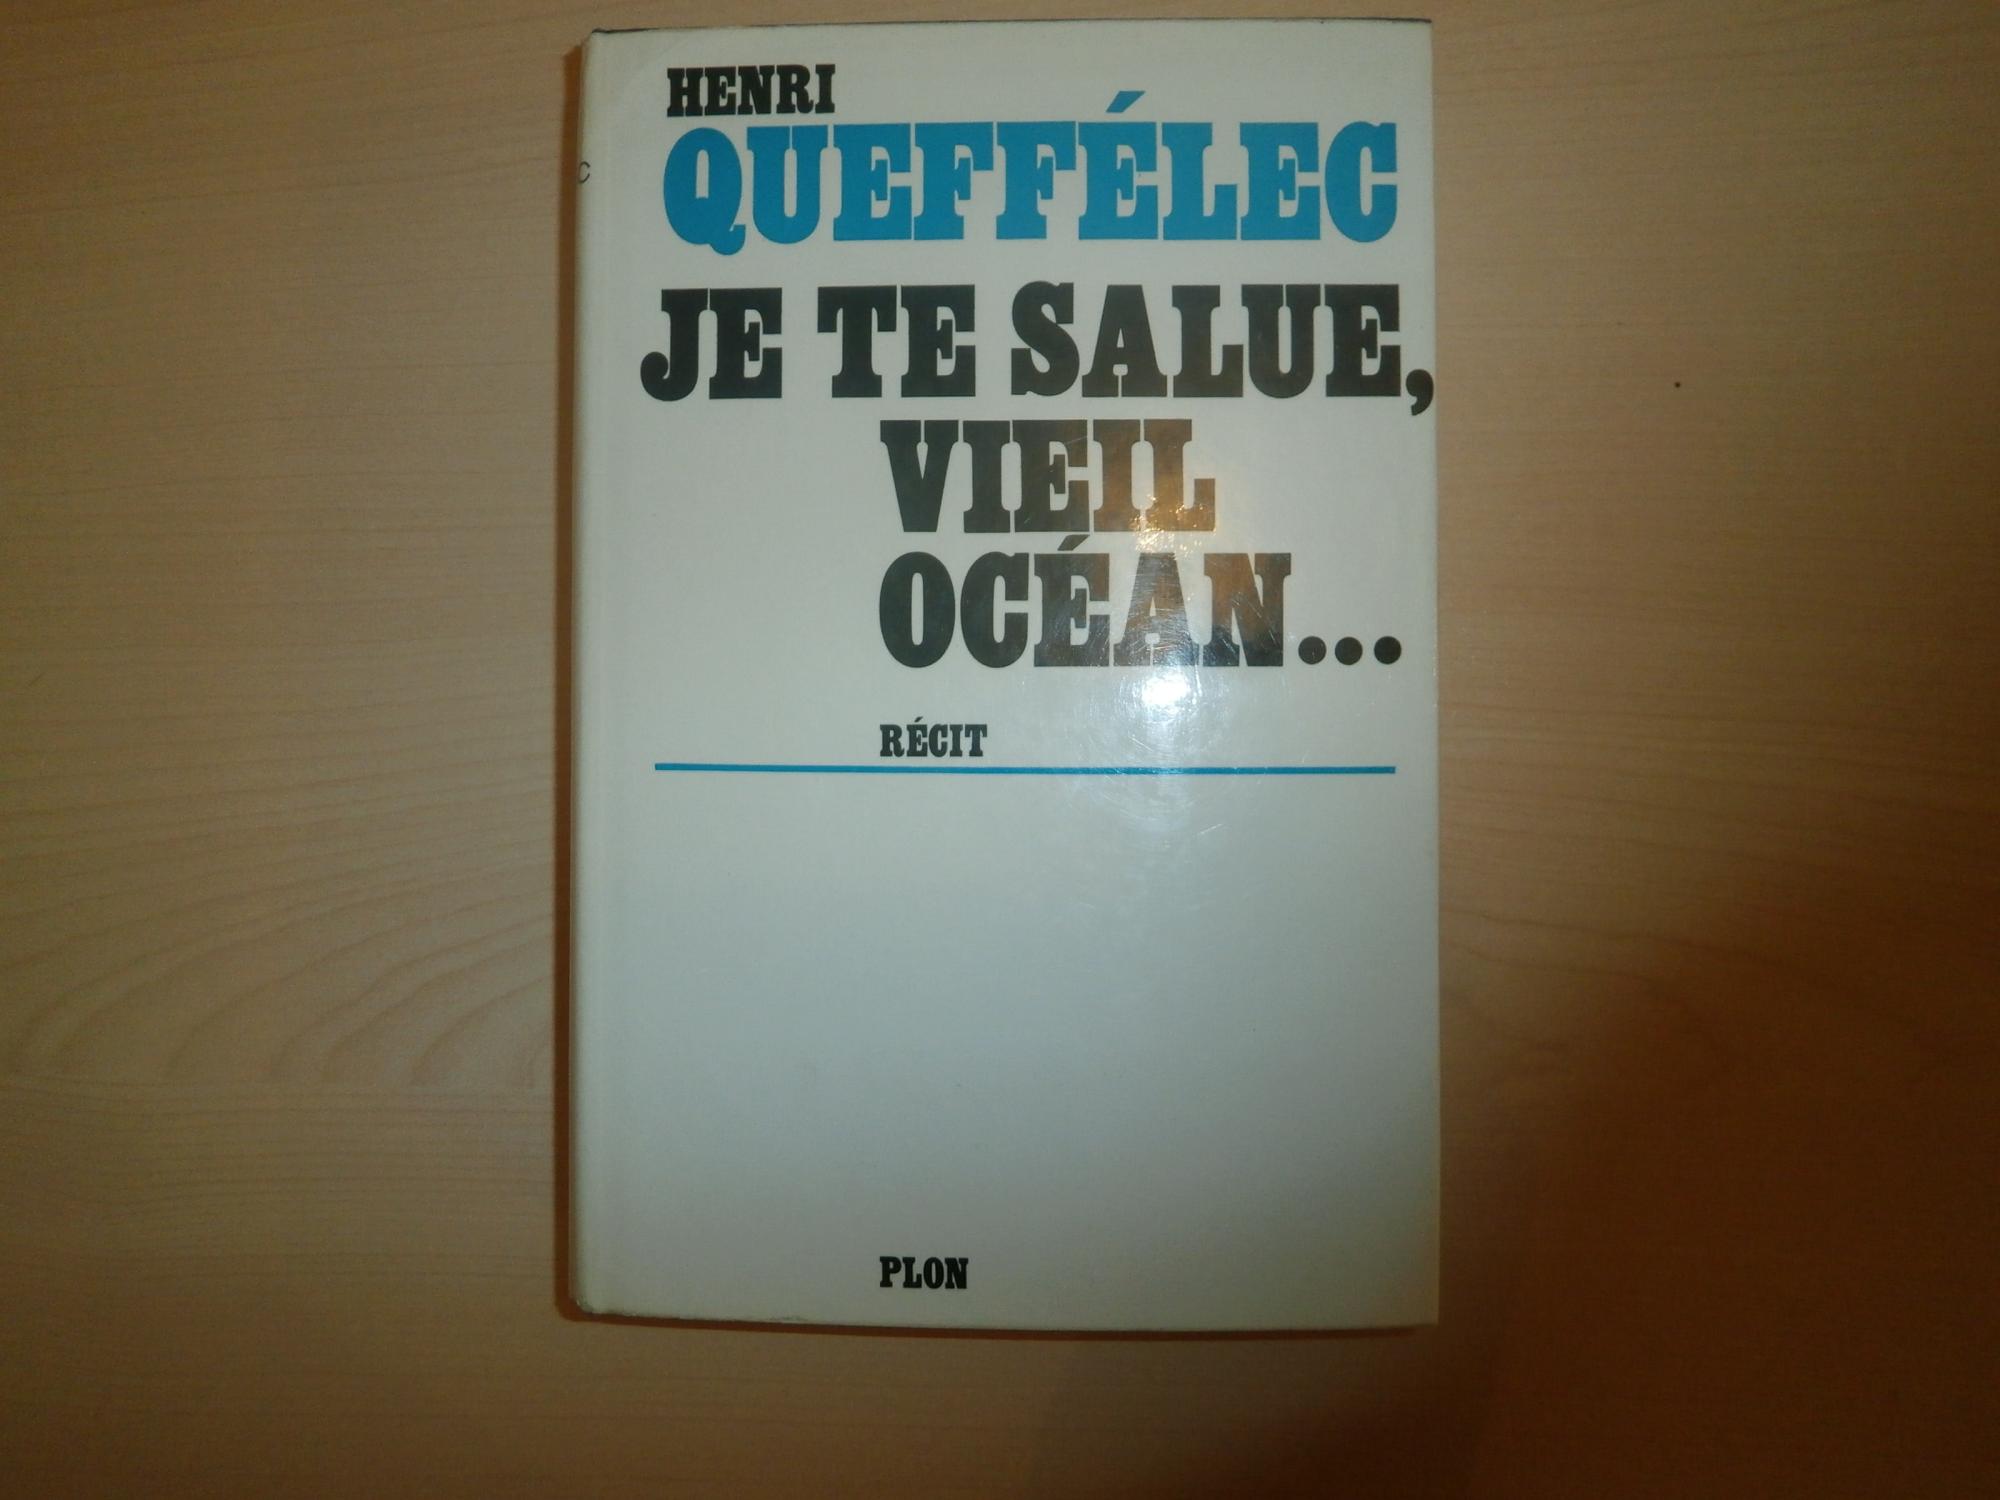 HENRI
QUEFFÉLEC
JE TE SALUE,
VIEIL
OCÉAN...
RÉCIT
PLON
C